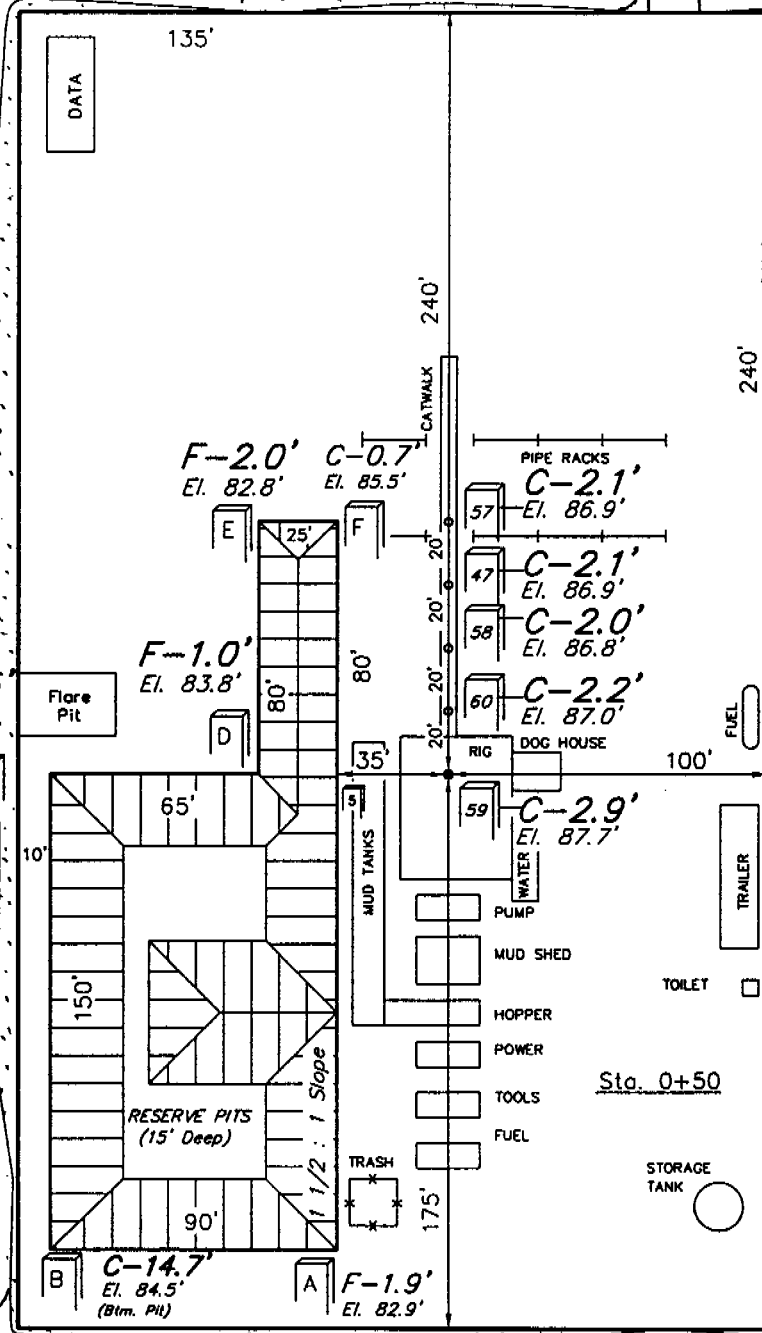 135'
DATA
240'
240'
CATWALK
F-2.0'
El. 82.8'
C-0.7'
El. 85.5'
PIPE RACKS
C-2.1'
El. 86.9'
57
E
25'
F
20'
47
C-2.1'
El. 86.9'
20'
58
C-2.0'
El. 86.8'
F-1.0'
El. 83.8'
80'
80'
20'
60
C-2.2'
El. 87.0'
Flare
Pit
D
20'
RIG
DOG HOUSE
FUEL
35'
100'
65'
5
59
C-2.9'
El. 87.7'
10'
MUD TANKS
WATER
TRAILER
PUMP
MUD SHED
150'
TOILET
HOPPER
POWER
1 1/2 : 1 Slope
Sta. 0+50
RESERVE PITS
(15' Deep)
TOOLS
FUEL
TRASH
STORAGE
TANK
90'
175'
B
C-14.7'
El. 84.5'
(Btm. Pit)
A
F-1.9'
El. 82.9'